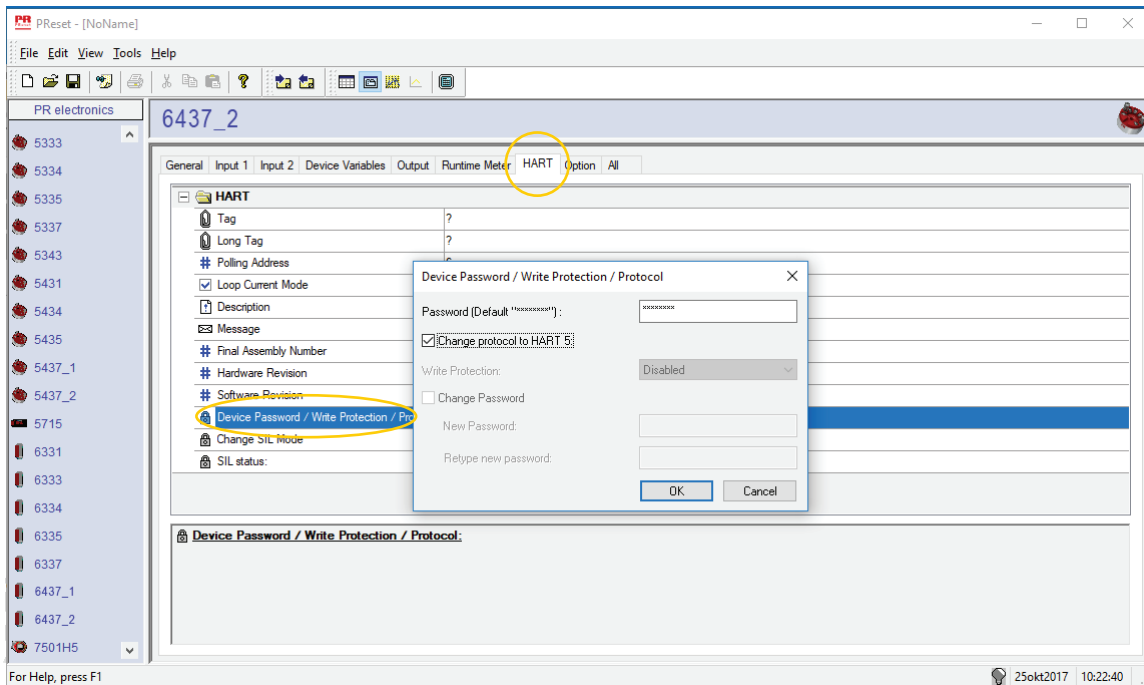 PR PReset - [NoName]
File Edit View Tools Help
PR electronics
5333
5334
5335
5337
5343
5431
5434
5435
5437_1
5437_2
5715
6331
6333
6334
6335
6337
6437_1
6437_2
7501H5
6437_2
General Input 1 Input 2 Device Variables Output Runtime Meter HART Option All
HART
Tag ?
Long Tag ?
# Polling Address
Loop Current Mode
Description
Message
# Final Assembly Number
# Hardware Revision
# Software Revision
Device Password / Write Protection / Pro
Change SIL Mode
SIL status:
Device Password / Write Protection / Protocol
Password (Default "xxxxxxxx") : xxxxxxxx
Change protocol to HART 5:
Write Protection: Disabled
Change Password
New Password:
Retype new password:
OK Cancel
Device Password / Write Protection / Protocol:
For Help, press F1 25okt2017 10:22:40